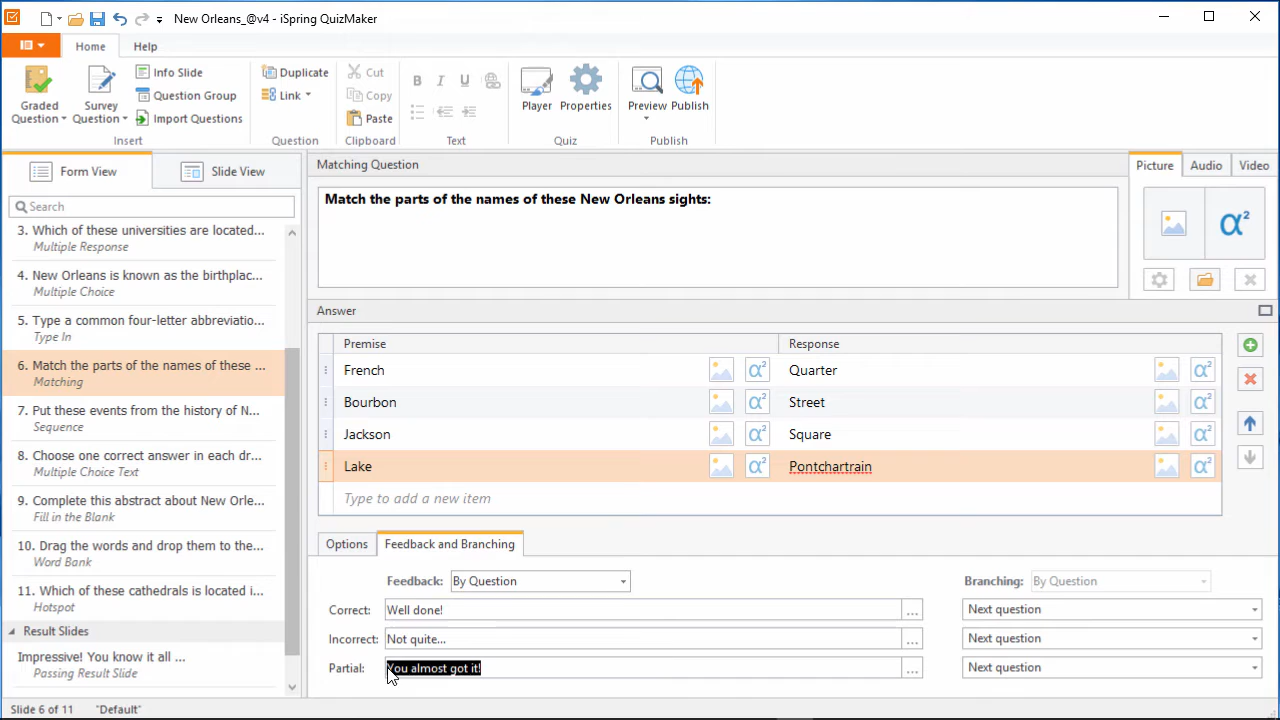 New Orleans_@v4 - iSpring QuizMaker
Home Help
Graded Question
Survey Question
Info Slide
Question Group
Import Questions
Insert
Duplicate
Link
Question
Cut
Copy
Paste
Clipboard
B I U
Text
Player
Properties
Quiz
Preview
Publish
Publish
Form View
Slide View
Search
3. Which of these universities are located...
Multiple Response
4. New Orleans is known as the birthplac...
Multiple Choice
5. Type a common four-letter abbreviatio...
Type In
6. Match the parts of the names of these ...
Matching
7. Put these events from the history of N...
Sequence
8. Choose one correct answer in each dr...
Multiple Choice Text
9. Complete this abstract about New Orle...
Fill in the Blank
10. Drag the words and drop them to the...
Word Bank
11. Which of these cathedrals is located i...
Hotspot
Result Slides
Impressive! You know it all ...
Passing Result Slide
Matching Question
Match the parts of the names of these New Orleans sights:
Picture Audio Video
α²
Answer
Premise Response
French α² Quarter α²
Bourbon α² Street α²
Jackson α² Square α²
Lake α² Pontchartrain α²
Type to add a new item
Options Feedback and Branching
Feedback: By Question Branching: By Question
Correct: Well done! ... Next question
Incorrect: Not quite... ... Next question
Partial: You almost got it! ... Next question
Slide 6 of 11 "Default"